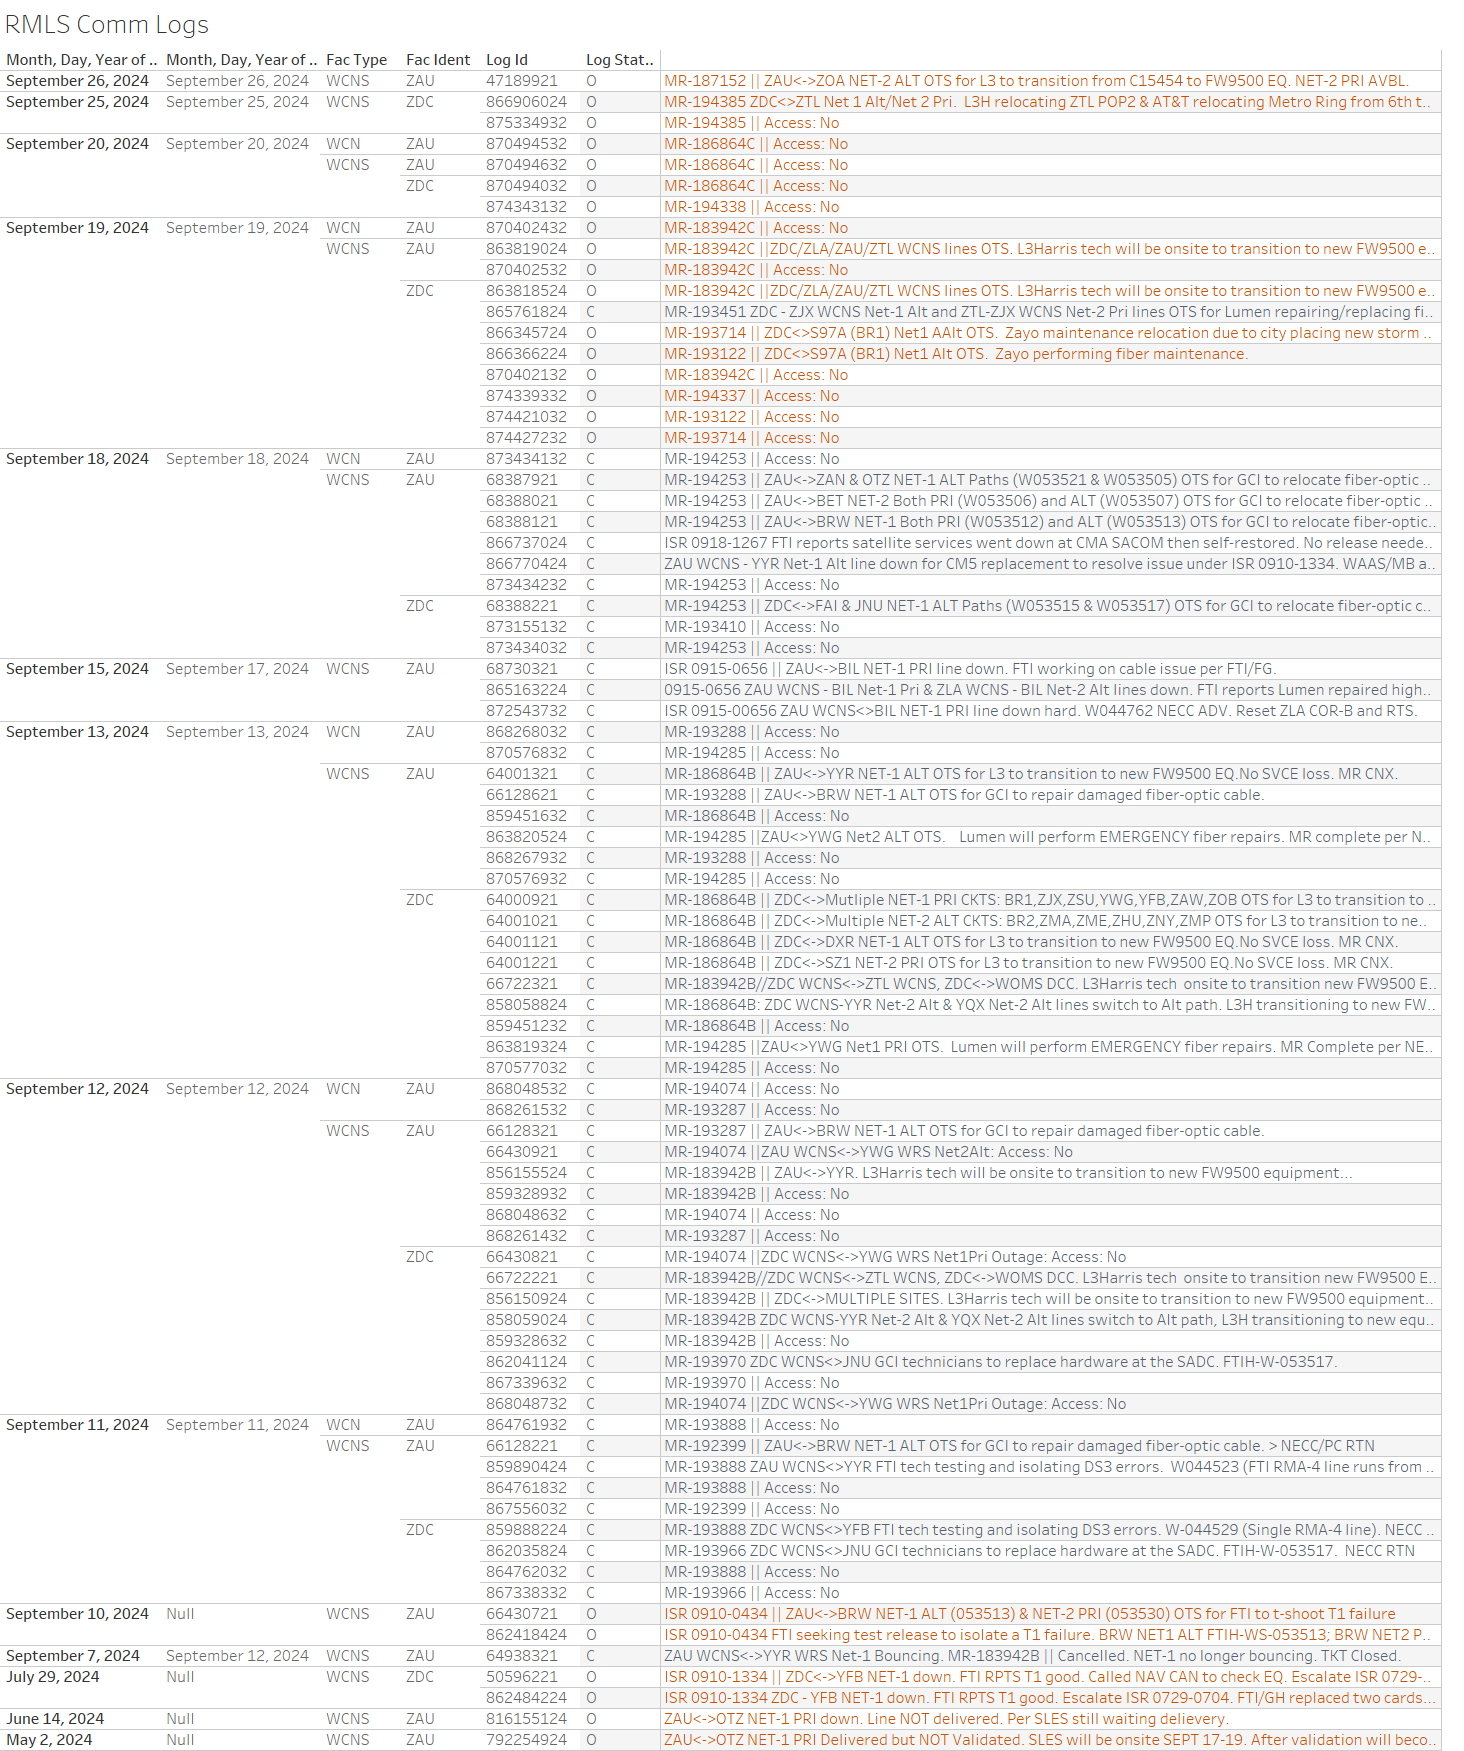 RMLS Comm Logs
Month, Day, Year of .. Month, Day, Year of .. Fac Type Fac Ident Log Id Log Stat..
September 26, 2024 September 26, 2024 WCNS ZAU 47189921 O MR-187152 || ZAU<->ZOA NET-2 ALT OTS for L3 to transition from C15454 to FW9500 EQ. NET-2 PRI AVBL.
September 25, 2024 September 25, 2024 WCNS ZDC 866906024 O MR-194385 ZDC<>ZTL Net 1 Alt/Net 2 Pri. L3H relocating ZTL POP2 & AT&T relocating Metro Ring from 6th t..
875334932 O MR-194385 || Access: No
September 20, 2024 September 20, 2024 WCN ZAU 870494532 O MR-186864C || Access: No
WCNS ZAU 870494632 O MR-186864C || Access: No
ZDC 870494032 O MR-186864C || Access: No
874343132 O MR-194338 || Access: No
September 19, 2024 September 19, 2024 WCN ZAU 870402432 O MR-183942C || Access: No
WCNS ZAU 863819024 O MR-183942C ||ZDC/ZLA/ZAU/ZTL WCNS lines OTS. L3Harris tech will be onsite to transition to new FW9500 e..
870402532 O MR-183942C || Access: No
ZDC 863818524 O MR-183942C ||ZDC/ZLA/ZAU/ZTL WCNS lines OTS. L3Harris tech will be onsite to transition to new FW9500 e..
865761824 C MR-193451 ZDC - ZJX WCNS Net-1 Alt and ZTL-ZJX WCNS Net-2 Pri lines OTS for Lumen repairing/replacing fi..
866345724 O MR-193714 || ZDC<>S97A (BR1) Net1 AAlt OTS. Zayo maintenance relocation due to city placing new storm ..
866366224 O MR-193122 || ZDC<>S97A (BR1) Net1 Alt OTS. Zayo performing fiber maintenance.
870402132 O MR-183942C || Access: No
874339332 O MR-194337 || Access: No
874421032 O MR-193122 || Access: No
874427232 O MR-193714 || Access: No
September 18, 2024 September 18, 2024 WCN ZAU 873434132 C MR-194253 || Access: No
WCNS ZAU 68387921 C MR-194253 || ZAU<->ZAN & OTZ NET-1 ALT Paths (W053521 & W053505) OTS for GCI to relocate fiber-optic ..
68388021 C MR-194253 || ZAU<->BET NET-2 Both PRI (W053506) and ALT (W053507) OTS for GCI to relocate fiber-optic ..
68388121 C MR-194253 || ZAU<->BRW NET-1 Both PRI (W053512) and ALT (W053513) OTS for GCI to relocate fiber-optic..
866737024 C ISR 0918-1267 FTI reports satellite services went down at CMA SACOM then self-restored. No release neede..
866770424 C ZAU WCNS - YYR Net-1 Alt line down for CM5 replacement to resolve issue under ISR 0910-1334. WAAS/MB a..
873434232 C MR-194253 || Access: No
ZDC 68388221 C MR-194253 || ZDC<->FAI & JNU NET-1 ALT Paths (W053515 & W053517) OTS for GCI to relocate fiber-optic c..
873155132 C MR-193410 || Access: No
873434032 C MR-194253 || Access: No
September 15, 2024 September 17, 2024 WCNS ZAU 68730321 C ISR 0915-0656 || ZAU<->BIL NET-1 PRI line down. FTI working on cable issue per FTI/FG.
865163224 C 0915-0656 ZAU WCNS - BIL Net-1 Pri & ZLA WCNS - BIL Net-2 Alt lines down. FTI reports Lumen repaired high..
872543732 C ISR 0915-00656 ZAU WCNS<>BIL NET-1 PRI line down hard. W044762 NECC ADV. Reset ZLA COR-B and RTS.
September 13, 2024 September 13, 2024 WCN ZAU 868268032 C MR-193288 || Access: No
870576832 C MR-194285 || Access: No
WCNS ZAU 64001321 C MR-186864B || ZAU<->YYR NET-1 ALT OTS for L3 to transition to new FW9500 EQ.No SVCE loss. MR CNX.
66128621 C MR-193288 || ZAU<->BRW NET-1 ALT OTS for GCI to repair damaged fiber-optic cable.
859451632 C MR-186864B || Access: No
863820524 C MR-194285 ||ZAU<>YWG Net2 ALT OTS. Lumen will perform EMERGENCY fiber repairs. MR complete per N..
868267932 C MR-193288 || Access: No
870576932 C MR-194285 || Access: No
ZDC 64000921 C MR-186864B || ZDC<->Mutliple NET-1 PRI CKTS: BR1,ZJX,ZSU,YWG,YFB,ZAW,ZOB OTS for L3 to transition to ..
64001021 C MR-186864B || ZDC<->Multiple NET-2 ALT CKTS: BR2,ZMA,ZME,ZHU,ZNY,ZMP OTS for L3 to transition to ne..
64001121 C MR-186864B || ZDC<->DXR NET-1 ALT OTS for L3 to transition to new FW9500 EQ.No SVCE loss. MR CNX.
64001221 C MR-186864B || ZDC<->SZ1 NET-2 PRI OTS for L3 to transition to new FW9500 EQ.No SVCE loss. MR CNX.
66722321 C MR-183942B//ZDC WCNS<->ZTL WCNS, ZDC<->WOMS DCC. L3Harris tech onsite to transition new FW9500 E..
858058824 C MR-186864B: ZDC WCNS-YYR Net-2 Alt & YQX Net-2 Alt lines switch to Alt path. L3H transitioning to new FW..
859451232 C MR-186864B || Access: No
863819324 C MR-194285 ||ZAU<>YWG Net1 PRI OTS. Lumen will perform EMERGENCY fiber repairs. MR Complete per NE..
870577032 C MR-194285 || Access: No
September 12, 2024 September 12, 2024 WCN ZAU 868048532 C MR-194074 || Access: No
868261532 C MR-193287 || Access: No
WCNS ZAU 66128321 C MR-193287 || ZAU<->BRW NET-1 ALT OTS for GCI to repair damaged fiber-optic cable.
66430921 C MR-194074 ||ZAU WCNS<->YWG WRS Net2Alt: Access: No
856155524 C MR-183942B || ZAU<->YYR. L3Harris tech will be onsite to transition to new FW9500 equipment...
859328932 C MR-183942B || Access: No
868048632 C MR-194074 || Access: No
868261432 C MR-193287 || Access: No
ZDC 66430821 C MR-194074 ||ZDC WCNS<->YWG WRS Net1Pri Outage: Access: No
66722221 C MR-183942B//ZDC WCNS<->ZTL WCNS, ZDC<->WOMS DCC. L3Harris tech onsite to transition new FW9500 E..
856150924 C MR-183942B || ZDC<->MULTIPLE SITES. L3Harris tech will be onsite to transition to new FW9500 equipment..
858059024 C MR-183942B ZDC WCNS-YYR Net-2 Alt & YQX Net-2 Alt lines switch to Alt path, L3H transitioning to new equ..
859328632 C MR-183942B || Access: No
862041124 C MR-193970 ZDC WCNS<>JNU GCI technicians to replace hardware at the SADC. FTIH-W-053517.
867339632 C MR-193970 || Access: No
868048732 C MR-194074 ||ZDC WCNS<->YWG WRS Net1Pri Outage: Access: No
September 11, 2024 September 11, 2024 WCN ZAU 864761932 C MR-193888 || Access: No
WCNS ZAU 66128221 C MR-192399 || ZAU<->BRW NET-1 ALT OTS for GCI to repair damaged fiber-optic cable. > NECC/PC RTN
859890424 C MR-193888 ZAU WCNS<>YYR FTI tech testing and isolating DS3 errors. W044523 (FTI RMA-4 line runs from ..
864761832 C MR-193888 || Access: No
867556032 C MR-192399 || Access: No
ZDC 859888224 C MR-193888 ZDC WCNS<>YFB FTI tech testing and isolating DS3 errors. W-044529 (Single RMA-4 line). NECC ..
862035824 C MR-193966 ZDC WCNS<>JNU GCI technicians to replace hardware at the SADC. FTIH-W-053517. NECC RTN
864762032 C MR-193888 || Access: No
867338332 C MR-193966 || Access: No
September 10, 2024 Null WCNS ZAU 66430721 O ISR 0910-0434 || ZAU<->BRW NET-1 ALT (053513) & NET-2 PRI (053530) OTS for FTI to t-shoot T1 failure
862418424 O ISR 0910-0434 FTI seeking test release to isolate a T1 failure. BRW NET1 ALT FTIH-WS-053513; BRW NET2 P..
September 7, 2024 September 12, 2024 WCNS ZAU 64938321 C ZAU WCNS<>YYR WRS Net-1 Bouncing. MR-183942B || Cancelled. NET-1 no longer bouncing. TKT Closed.
July 29, 2024 Null WCNS ZDC 50596221 O ISR 0910-1334 || ZDC<->YFB NET-1 down. FTI RPTS T1 good. Called NAV CAN to check EQ. Escalate ISR 0729-..
862484224 O ISR 0910-1334 ZDC - YFB NET-1 down. FTI RPTS T1 good. Escalate ISR 0729-0704. FTI/GH replaced two cards...
June 14, 2024 Null WCNS ZAU 816155124 O ZAU<->OTZ NET-1 PRI down. Line NOT delivered. Per SLES still waiting delievery.
May 2, 2024 Null WCNS ZAU 792254924 O ZAU<->OTZ NET-1 PRI Delivered but NOT Validated. SLES will be onsite SEPT 17-19. After validation will beco..